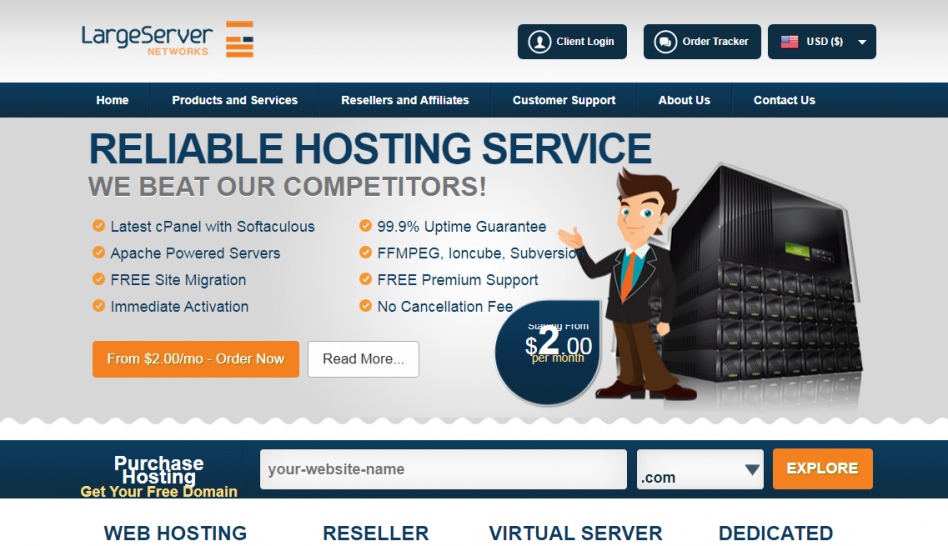 LargeServer
NETWORKS
Client Login
Order Tracker
USD ($)
Home
Products and Services
Resellers and Affiliates
Customer Support
About Us
Contact Us
RELIABLE HOSTING SERVICE
WE BEAT OUR COMPETITORS!
Latest cPanel with Softaculous
99.9% Uptime Guarantee
Apache Powered Servers
FFMPEG, Ioncube, Subversion
FREE Site Migration
FREE Premium Support
Immediate Activation
No Cancellation Fee
Starting From
$2.00
per month
From $2.00/mo - Order Now
Read More...
Purchase
Hosting
Get Your Free Domain
your-website-name
.com
EXPLORE
WEB HOSTING
RESELLER
VIRTUAL SERVER
DEDICATED